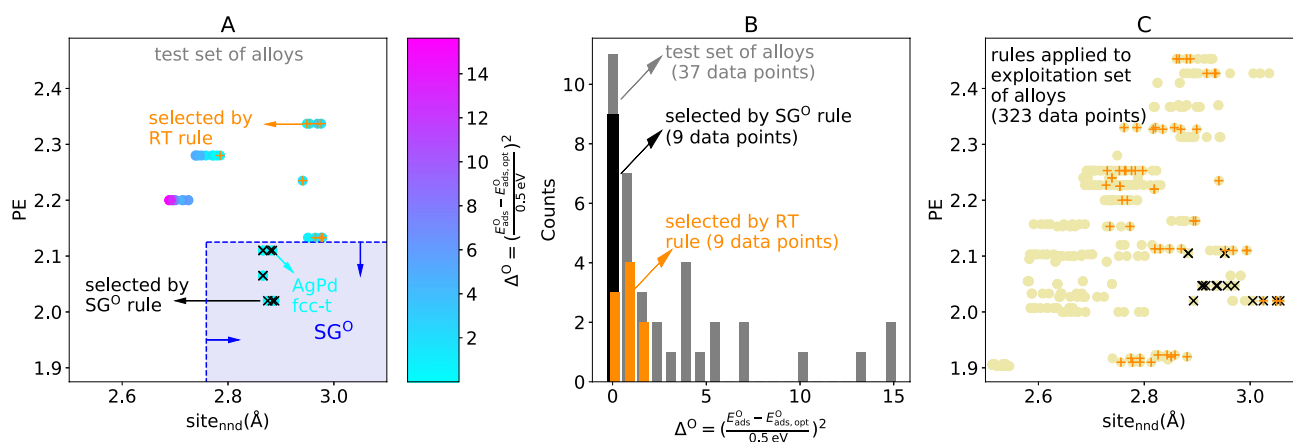 A
test set of alloys
selected by
RT rule
selected by
SG^O rule
AgPd
fcc-t
SG^O
PE
2.4
2.3
2.2
2.1
2.0
1.9
2.6
2.8
3.0
site_nnd(Å)
14
12
10
8
6
4
2
Δ^O = (E^O_ads − E^O_ads,opt / 0.5 eV)^2
B
test set of alloys
(37 data points)
selected by SG^O rule
(9 data points)
selected by RT
rule (9 data points)
Counts
10
8
6
4
2
0
0
5
10
15
Δ^O = (E^O_ads − E^O_ads,opt / 0.5 eV)^2
C
rules applied to
exploitation set
of alloys
(323 data points)
PE
2.4
2.3
2.2
2.1
2.0
1.9
2.6
2.8
3.0
site_nnd(Å)